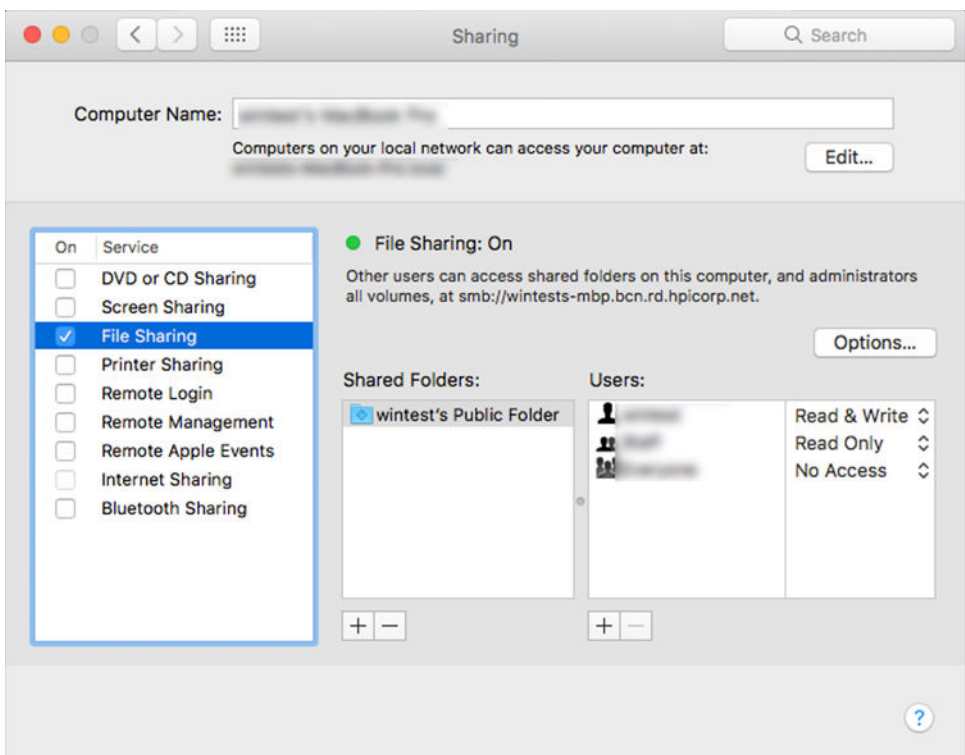 Sharing
Search
Computer Name:
Computers on your local network can access your computer at:
Edit...
On Service
DVD or CD Sharing
Screen Sharing
File Sharing
Printer Sharing
Remote Login
Remote Management
Remote Apple Events
Internet Sharing
Bluetooth Sharing
File Sharing: On
Other users can access shared folders on this computer, and administrators
all volumes, at smb://wintests-mbp.bcn.rd.hpicorp.net.
Options...
Shared Folders:
wintest's Public Folder
Users:
Read & Write
Read Only
No Access